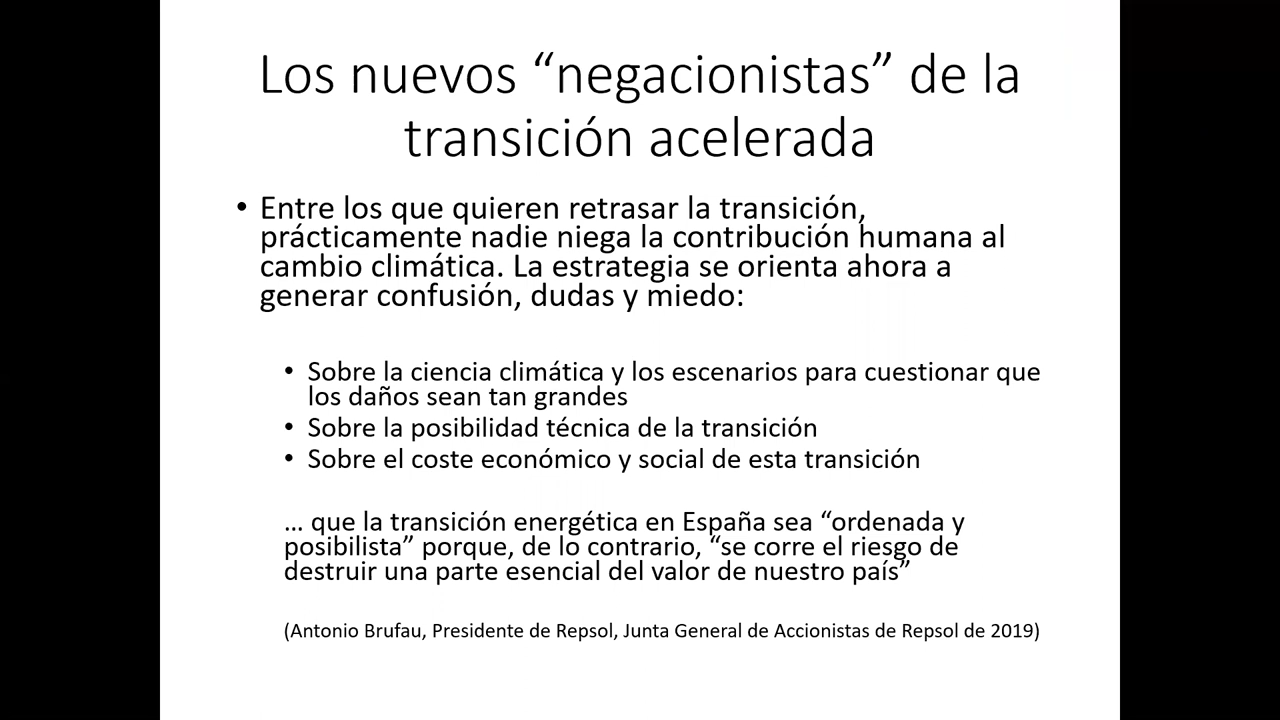 Los nuevos “negacionistas” de la
transición acelerada
• Entre los que quieren retrasar la transición,
prácticamente nadie niega la contribución humana al
cambio climática. La estrategia se orienta ahora a
generar confusión, dudas y miedo:
• Sobre la ciencia climática y los escenarios para cuestionar que
los daños sean tan grandes
• Sobre la posibilidad técnica de la transición
• Sobre el coste económico y social de esta transición
... que la transición energética en España sea “ordenada y
posibilista” porque, de lo contrario, “se corre el riesgo de
destruir una parte esencial del valor de nuestro país”
(Antonio Brufau, Presidente de Repsol, Junta General de Accionistas de Repsol de 2019)